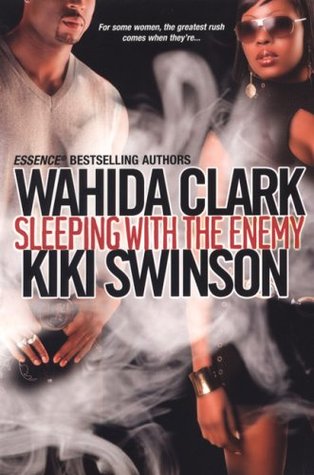 For some women, the greatest rush
comes when they're...
ESSENCE® BESTSELLING AUTHORS
WAHIDA CLARK
SLEEPING WITH THE ENEMY
KIKI SWINSON